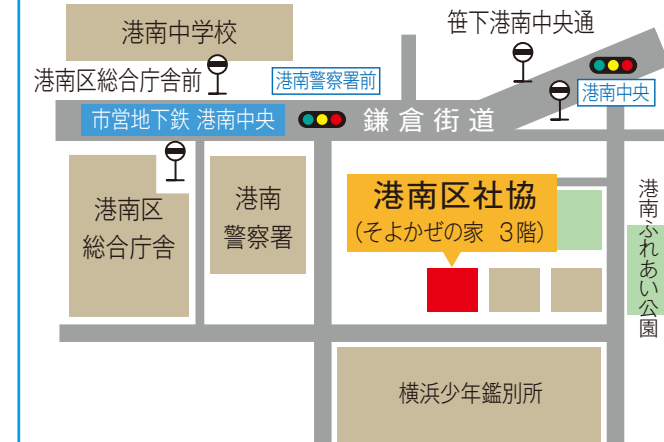 港南中学校
笹下港南中央通
港南区総合庁舎前
港南警察署前
港南中央
市営地下鉄 港南中央
鎌倉街道
港南区
総合庁舎
港南
警察署
港南区社協
(そよかぜの家 3階)
港南ふれあい公園
横浜少年鑑別所